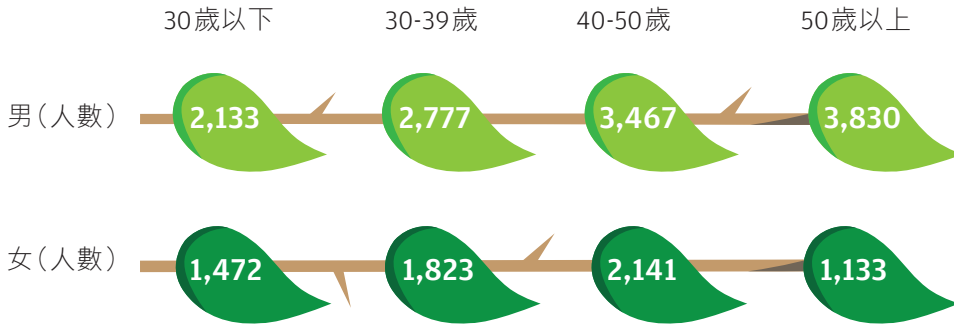 30歲以下 30-39歲 40-50歲 50歲以上
男(人數) 2,133 2,777 3,467 3,830
女(人數) 1,472 1,823 2,141 1,133